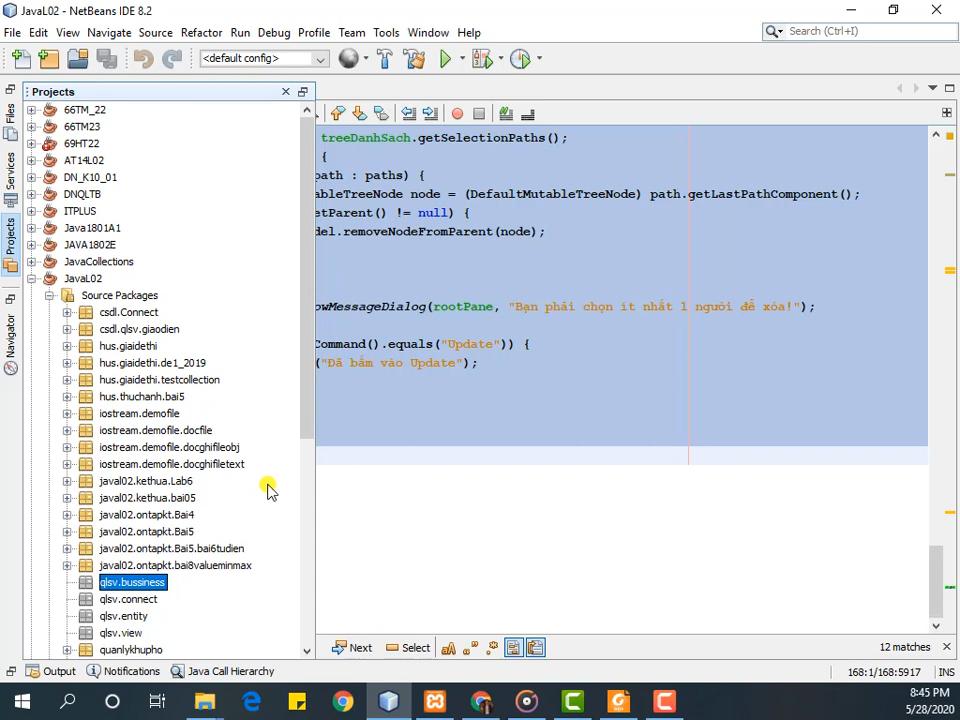 JavaL02 - NetBeans IDE 8.2
File Edit View Navigate Source Refactor Run Debug Profile Team Tools Window Help
Search (Ctrl+I)
<default config>
Projects
Files
Services
Projects
Navigator
66TM_22
66TM23
69HT22
AT14L02
DN_K10_01
DNQLTB
ITPLUS
Java1801A1
JAVA1802E
JavaCollections
JavaL02
Source Packages
csdl.Connect
csdl.qlsv.giaodien
hus.giaidethi
hus.giaidethi.de1_2019
hus.giaidethi.testcollection
hus.thuchanh.bai5
iostream.demofile
iostream.demofile.docfile
iostream.demofile.docghifileobj
iostream.demofile.docghifiletext
javal02.kethua.Lab6
javal02.kethua.bai05
javal02.ontapkt.Bai4
javal02.ontapkt.Bai5
javal02.ontapkt.Bai5.bai6tudien
javal02.ontapkt.bai8valueminmax
qlsv.bussiness
qlsv.connect
qlsv.entity
qlsv.view
quanlykhupho
treeDanhSach.getSelectionPaths();
{
path : paths) {
ableTreeNode node = (DefaultMutableTreeNode) path.getLastPathComponent();
etParent() != null) {
del.removeNodeFromParent(node);
owMessageDialog(rootPane, "Bạn phải chọn ít nhất 1 người để xóa!");
Command().equals("Update")) {
("Đã bấm vào Update");
Next Select 12 matches
Output Notifications Java Call Hierarchy 168:1/168:5917 INS
8:45 PM
5/28/2020